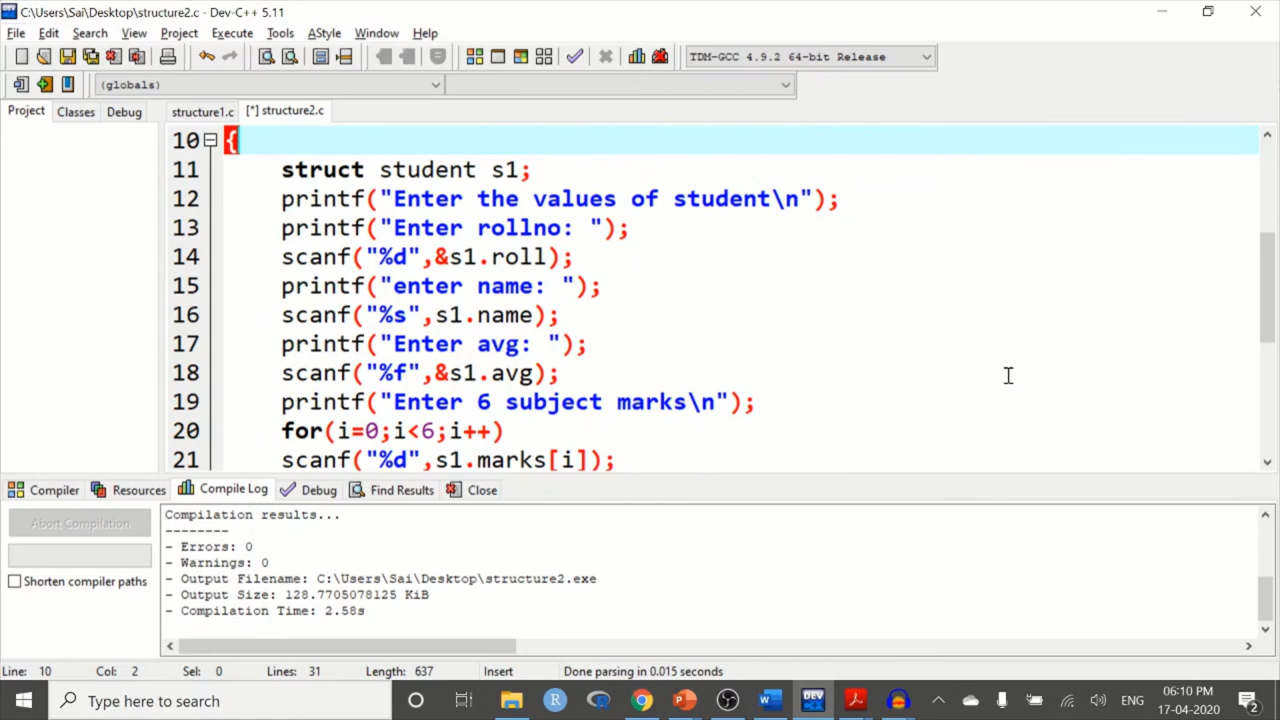 C:\Users\Sai\Desktop\structure2.c - Dev-C++ 5.11
File Edit Search View Project Execute Tools AStyle Window Help
TDM-GCC 4.9.2 64-bit Release
(globals)
Project Classes Debug structure1.c [*] structure2.c
10 {
11 struct student s1;
12 printf("Enter the values of student\n");
13 printf("Enter rollno: ");
14 scanf("%d",&s1.roll);
15 printf("enter name: ");
16 scanf("%s",s1.name);
17 printf("Enter avg: ");
18 scanf("%f",&s1.avg);
19 printf("Enter 6 subject marks\n");
20 for(i=0;i<6;i++)
21 scanf("%d",s1.marks[i]);
Compiler Resources Compile Log Debug Find Results Close
Abort Compilation
Shorten compiler paths
Compilation results...
--------
- Errors: 0
- Warnings: 0
- Output Filename: C:\Users\Sai\Desktop\structure2.exe
- Output Size: 128.7705078125 KiB
- Compilation Time: 2.58s
Line: 10 Col: 2 Sel: 0 Lines: 31 Length: 637 Insert Done parsing in 0.015 seconds
Type here to search
DEV
ENG
06:10 PM
17-04-2020
2